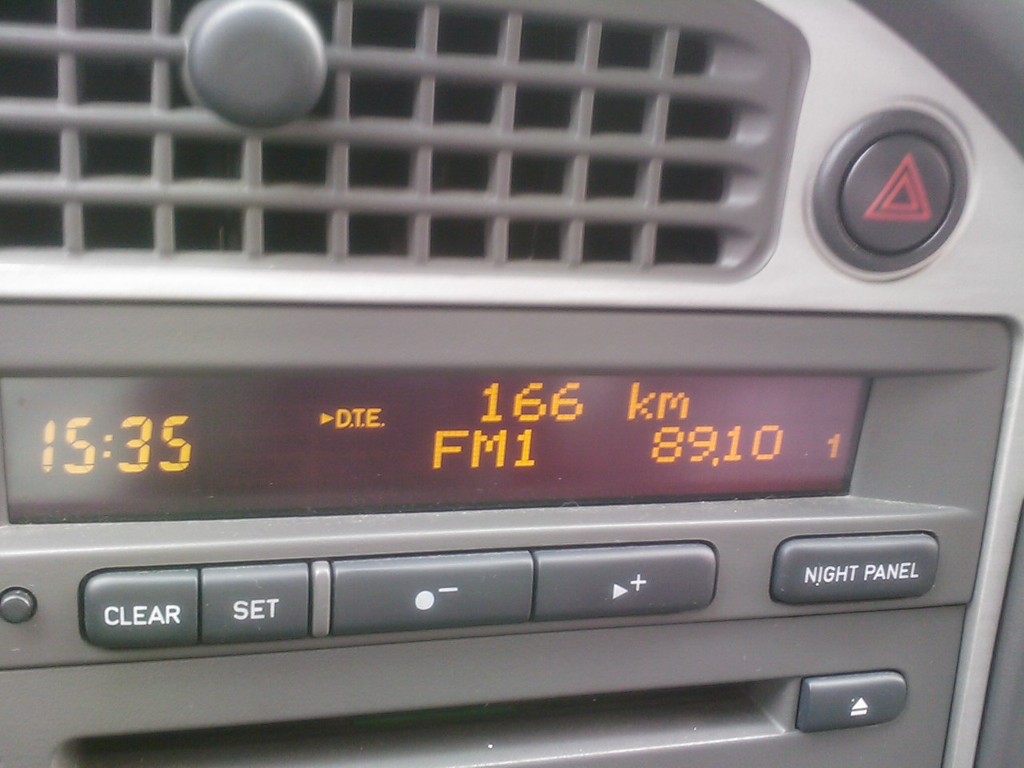 166 km
15:35 ▸D.T.E. FM1 89.10 1
CLEAR SET ●− ▸+ NIGHT PANEL